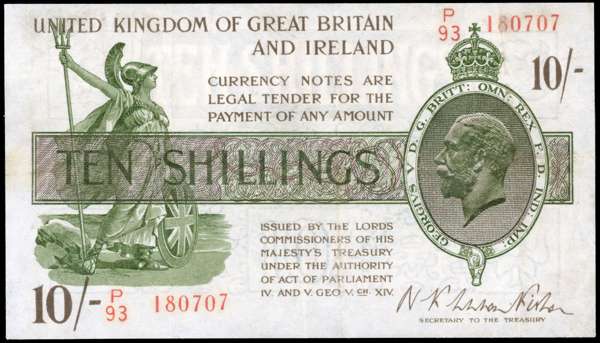 UNITED KINGDOM OF GREAT BRITAIN
AND IRELAND
P
93 180707
10/-
CURRENCY NOTES ARE
LEGAL TENDER FOR THE
PAYMENT OF ANY AMOUNT
GEORGIVS V D. G. BRITT: OMN: REX F. D. IND: IMP:
TEN SHILLINGS
ISSUED BY THE LORDS
COMMISSIONERS OF HIS
MAJESTY'S TREASURY
UNDER THE AUTHORITY
OF ACT OF PARLIAMENT
IV. AND V. GEO V. CH. XIV.
10/- P
93 180707
SECRETARY TO THE TREASURY